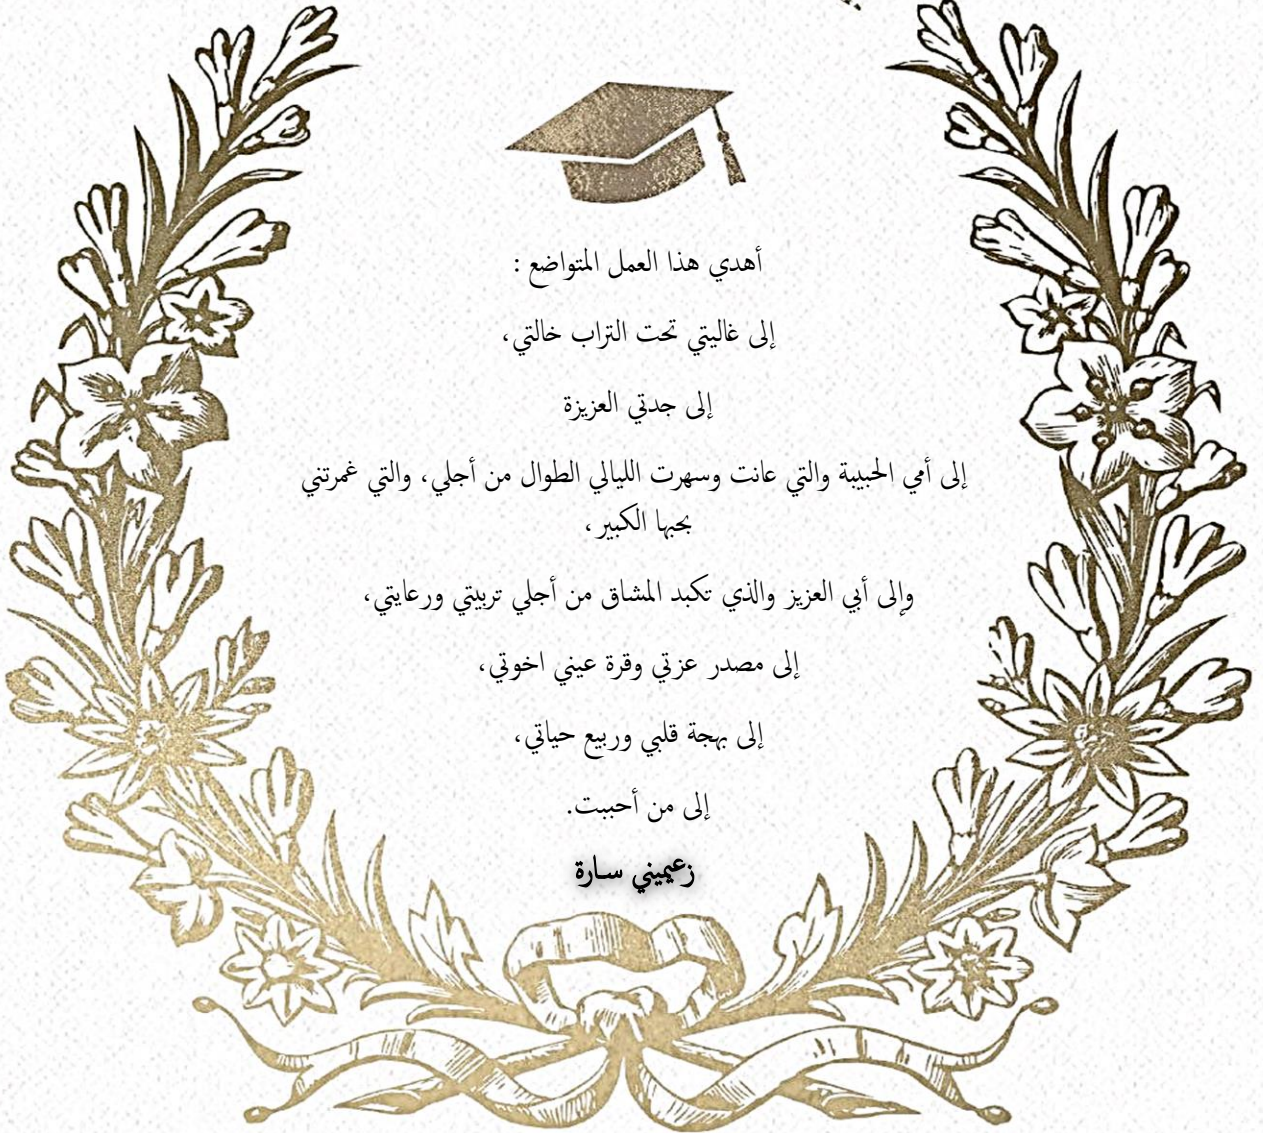 أهدي هذا العمل المتواضع :
إلى غاليتي تحت التراب خالتي،
إلى جدتي العزيزة
إلى أمي الحبيبة والتي عانت وسهرت الليالي الطوال من أجلي، والتي غمرتني
بحبها الكبير،
وإلى أبي العزيز والذي تكبد المشاق من أجلي تربيتي ورعايتي،
إلى مصدر عزتي وقرة عيني اخوتي،
إلى بهجة قلبي وربيع حياتي،
إلى من أحببت.
زعيميني سارة